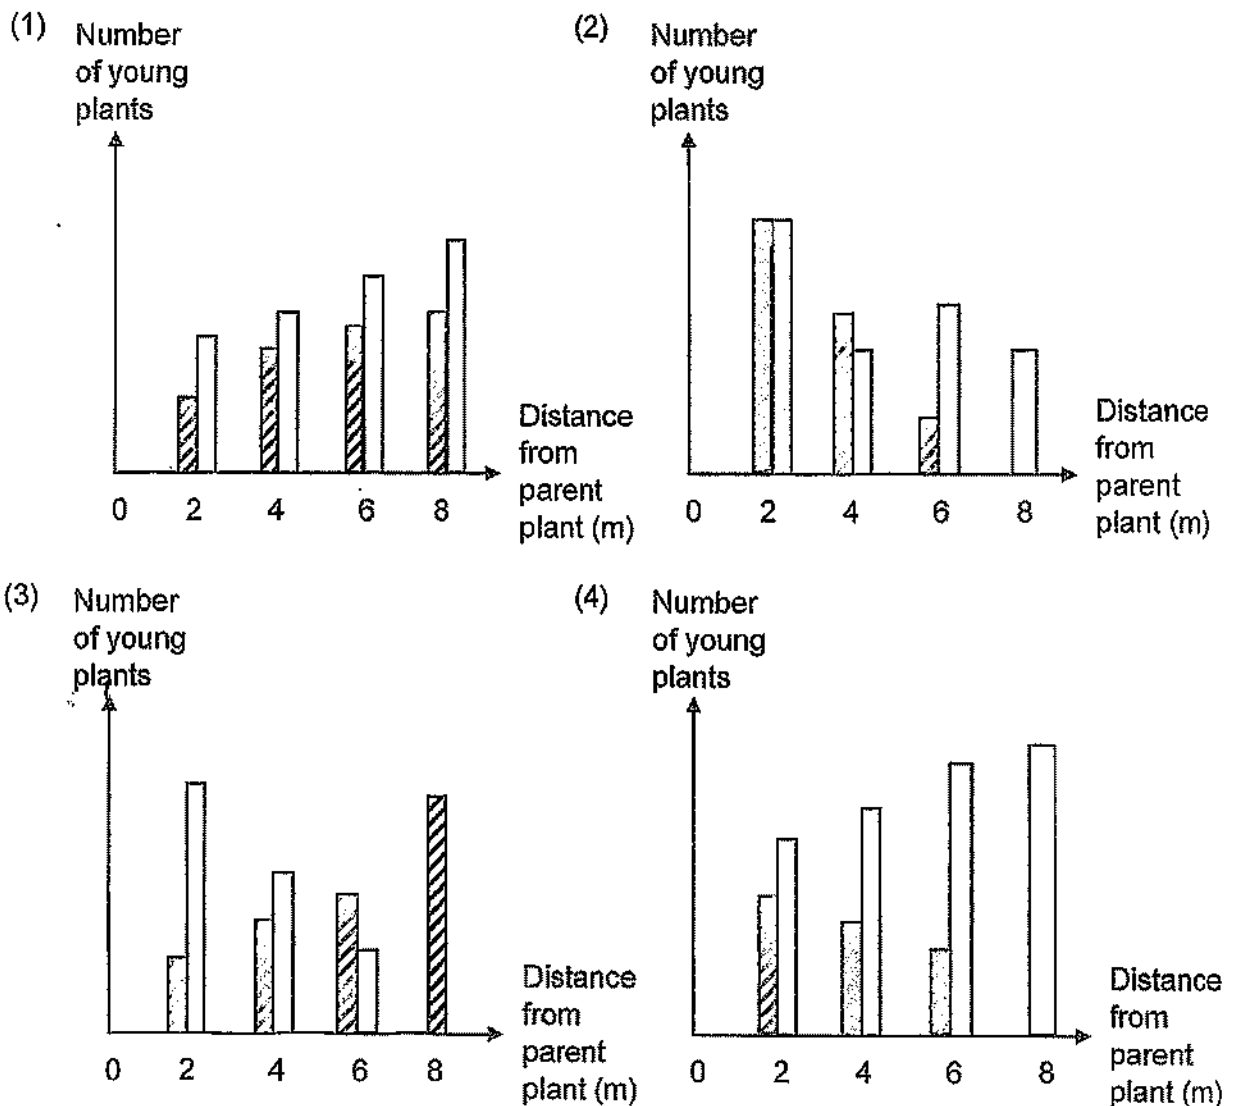 (1) Number
of young
plants
0 2 4 6 8
Distance
from
parent
plant (m)
(2) Number
of young
plants
0 2 4 6 8
Distance
from
parent
plant (m)
(3) Number
of young
plants
0 2 4 6 8
Distance
from
parent
plant (m)
(4) Number
of young
plants
0 2 4 6 8
Distance
from
parent
plant (m)